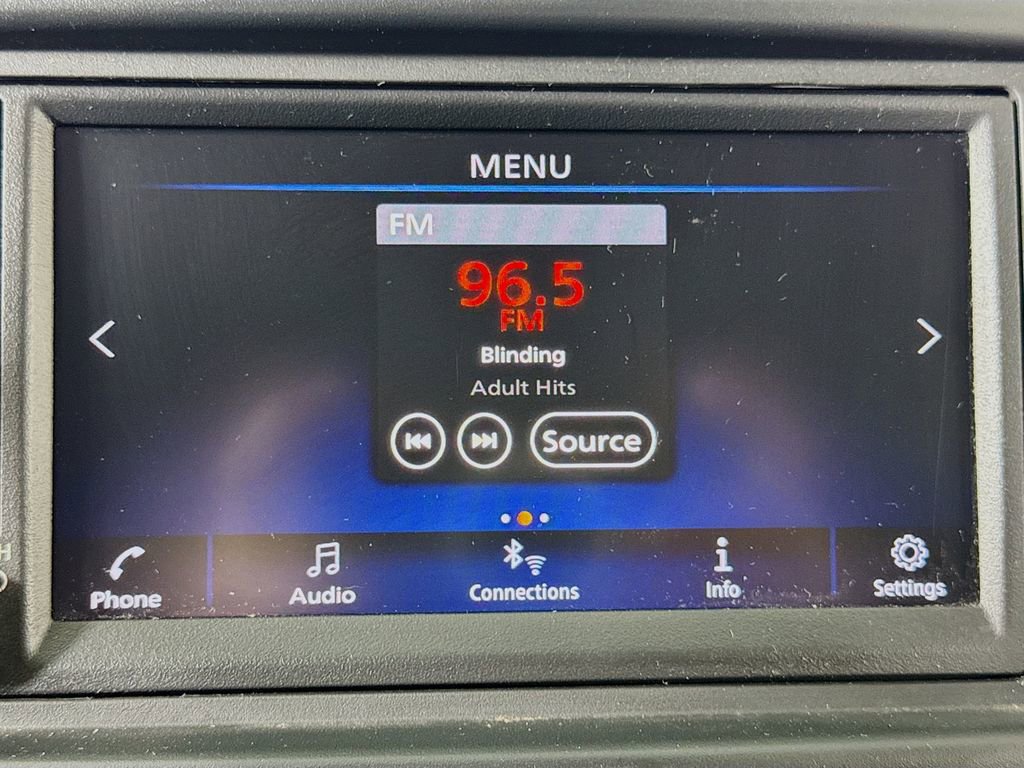 MENU
FM
96.5
FM
Blinding
Adult Hits
Source
Phone
Audio
Connections
Info
Settings